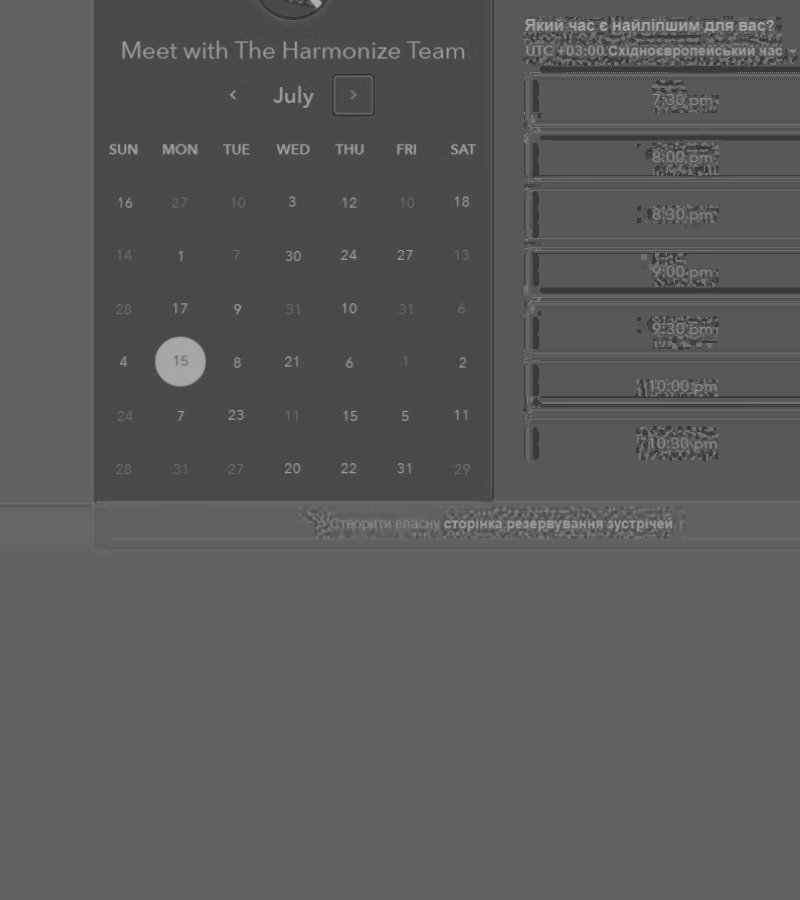 Meet with The Harmonize Team
July
SUN MON TUE WED THU FRI SAT
16 27 10 3 12 10 18
14 1 7 30 24 27 13
28 17 9 31 10 31 6
4 15 8 21 6 1 2
24 7 23 11 15 5 11
28 31 27 20 22 31 29
Який час є найліпшим для вас?
UTC +03:00 Східноєвропейський час
7:30 pm
8:00 pm
8:30 pm
9:00 pm
9:30 pm
10:00 pm
10:30 pm
Створити власну сторінка резервування зустрічей